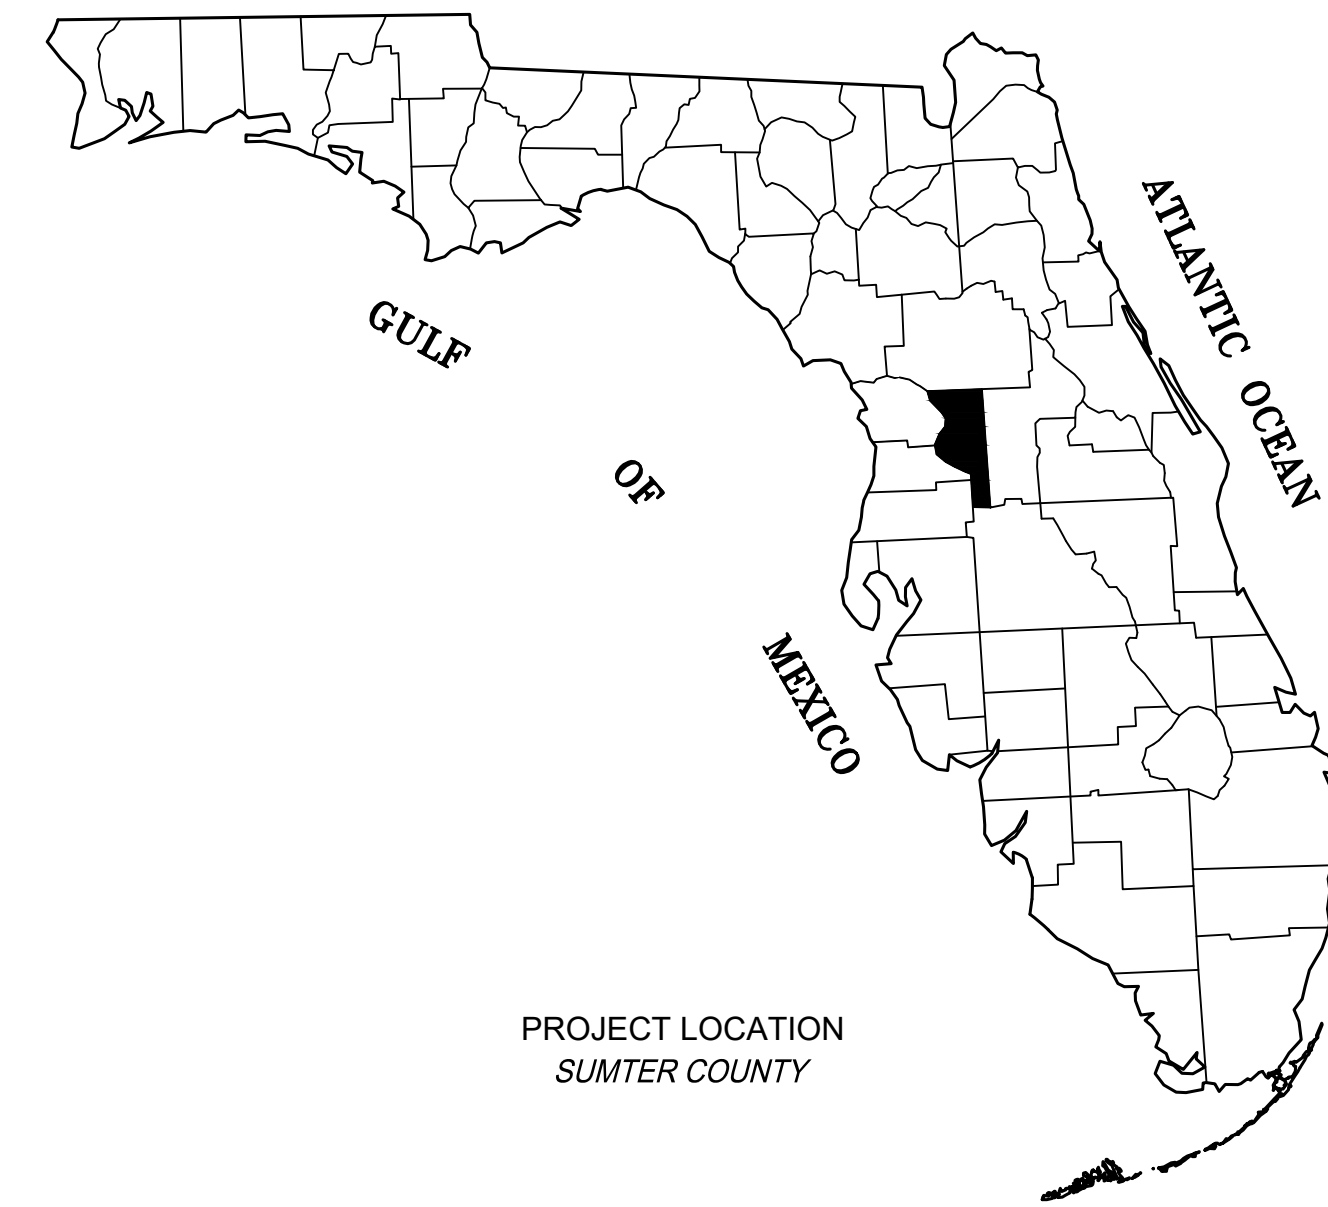 ATLANTIC OCEAN
GULF
OF
MEXICO
PROJECT LOCATION
SUMTER COUNTY